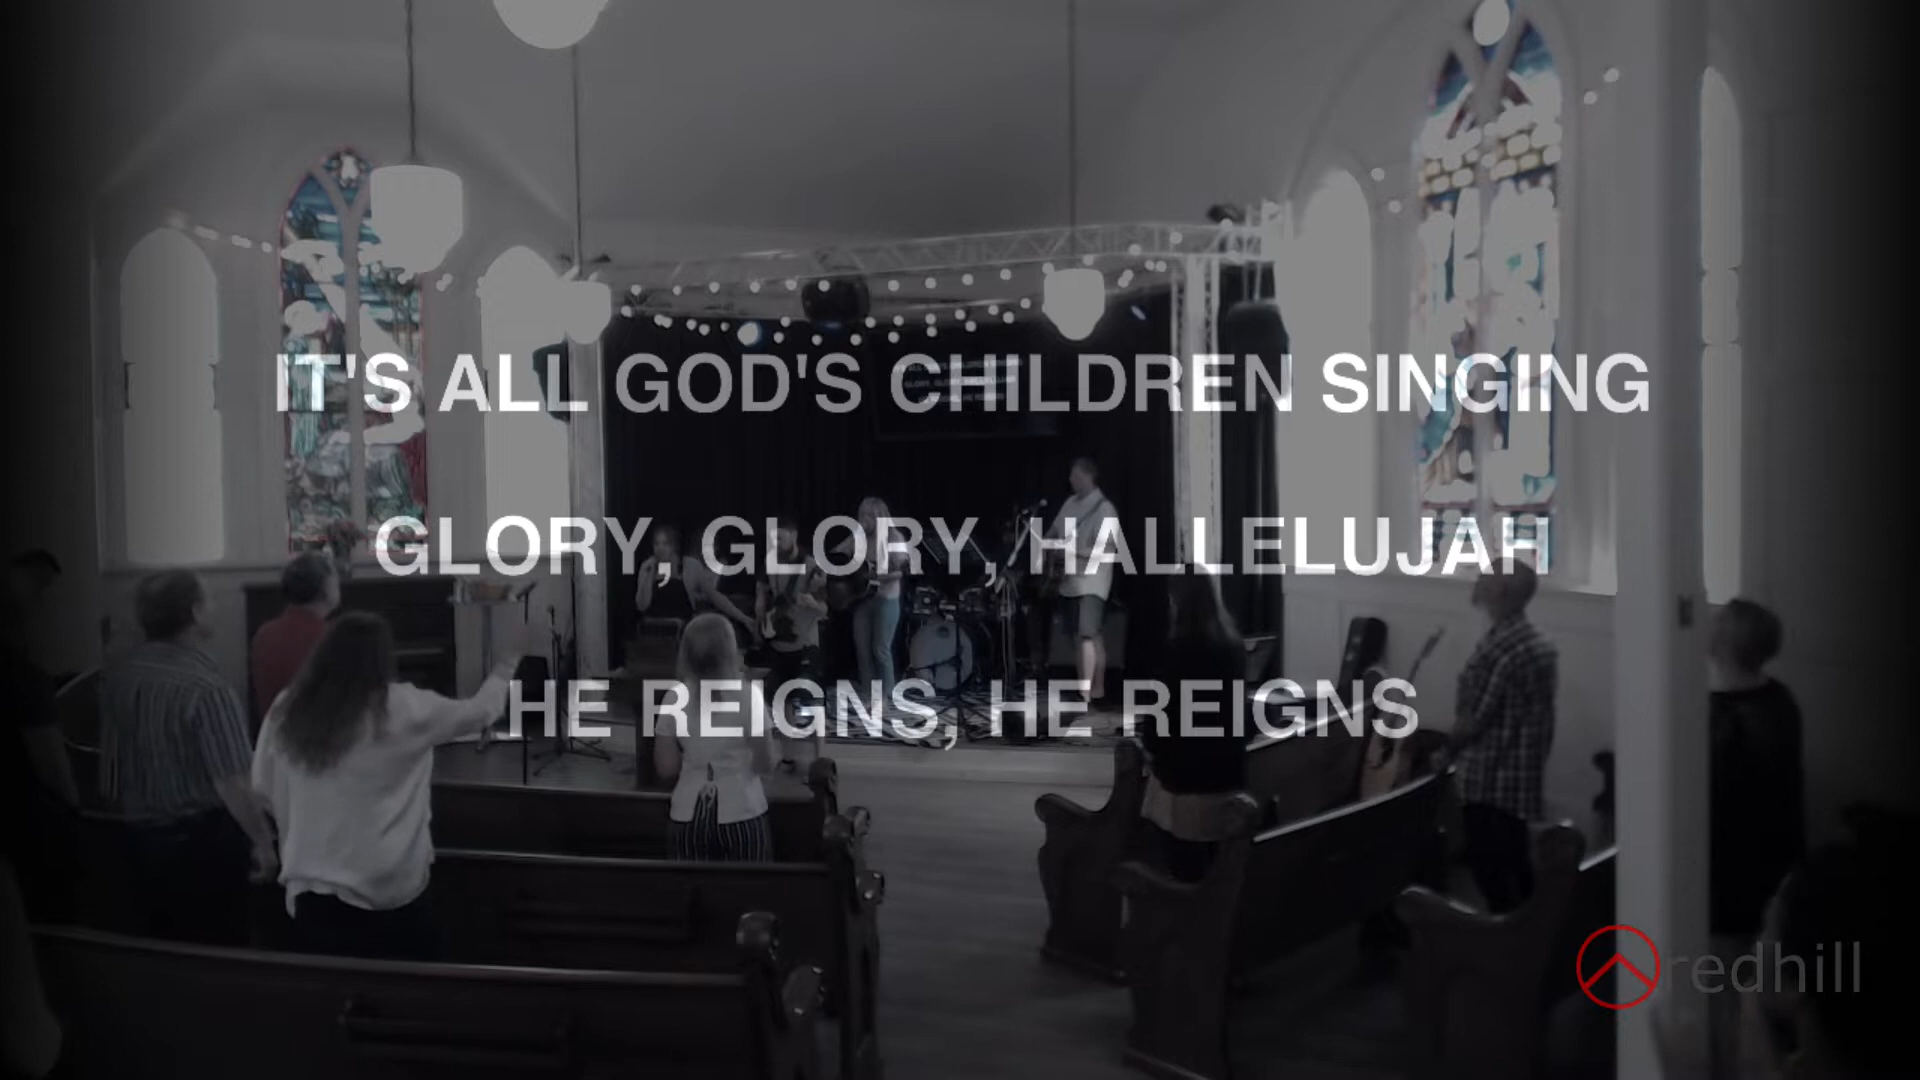 IT'S ALL GOD'S CHILDREN SINGING
GLORY, GLORY, HALLELUJAH
HE REIGNS, HE REIGNS
redhill